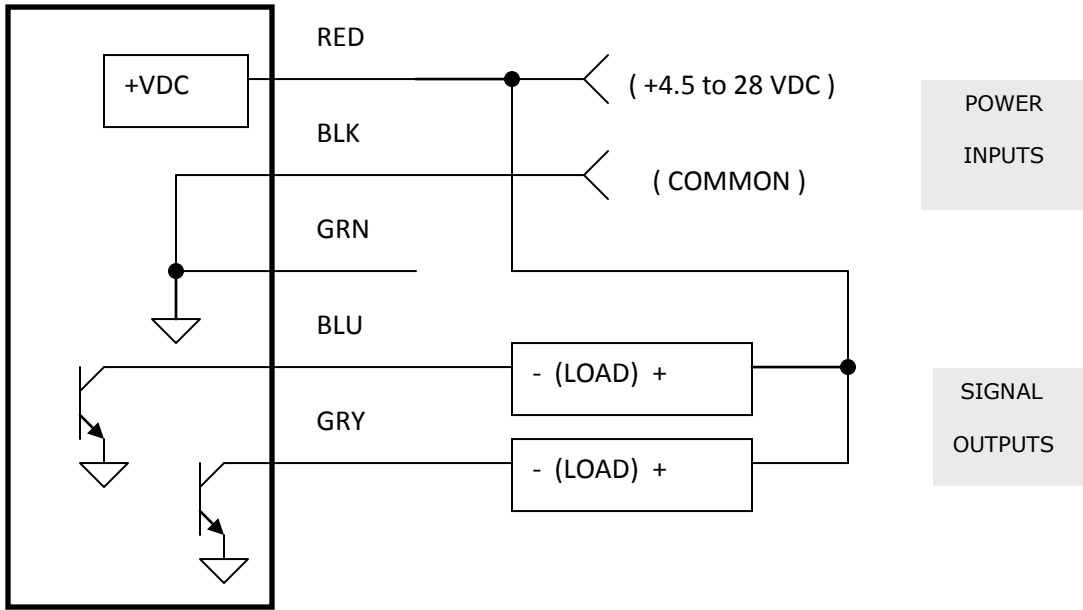 RED
+VDC
( +4.5 to 28 VDC )
POWER
INPUTS
BLK
( COMMON )
GRN
BLU
- (LOAD) +
SIGNAL
OUTPUTS
GRY
- (LOAD) +